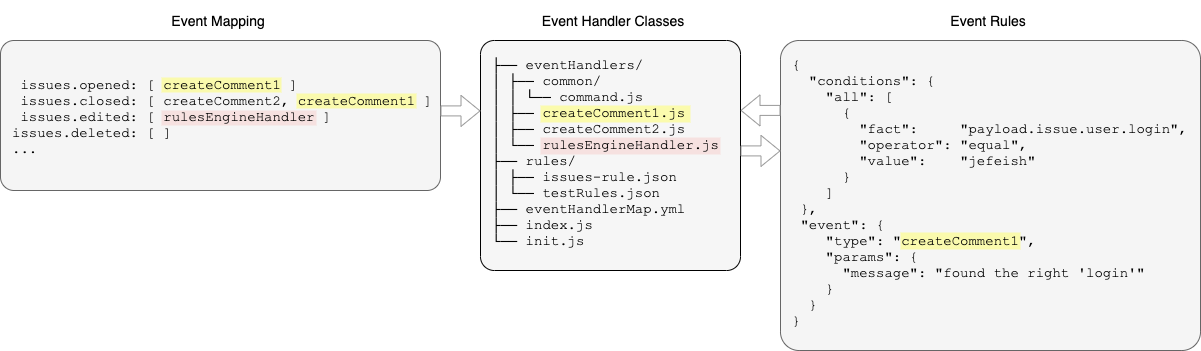 Event Mapping
issues.opened: [ createComment1 ]
issues.closed: [ createComment2, createComment1 ]
issues.edited: [ rulesEngineHandler ]
issues.deleted: [ ]
...
Event Handler Classes
├── eventHandlers/
│ ├── common/
│ │ └── command.js
│ ├── createComment1.js
│ ├── createComment2.js
│ └── rulesEngineHandler.js
├── rules/
│ ├── issues-rule.json
│ └── testRules.json
├── eventHandlerMap.yml
├── index.js
└── init.js
Event Rules
{
"conditions": {
"all": [
{
"fact": "payload.issue.user.login",
"operator": "equal",
"value": "jefeish"
}
]
},
"event": {
"type": "createComment1",
"params": {
"message": "found the right 'login'"
}
}
}